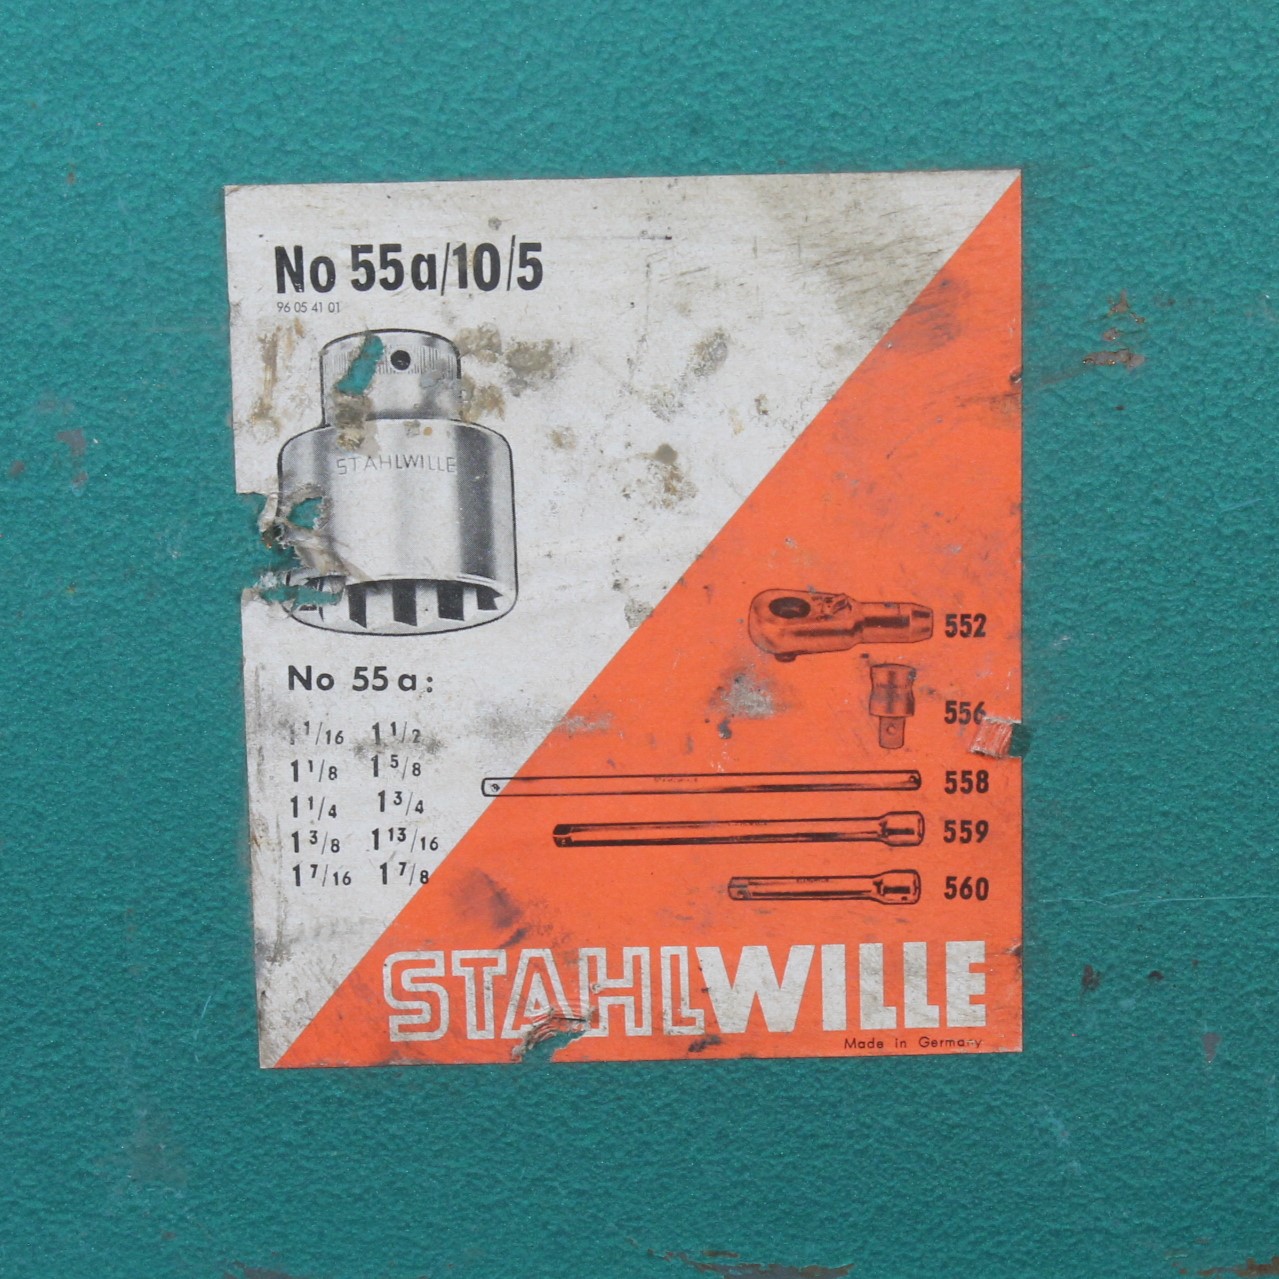 No 55a/10/5
96 05 41 01
STAHLWILLE
No 55a:
1 1/16 1 1/2
1 1/8 1 5/8
1 1/4 1 3/4
1 3/8 1 13/16
1 7/16 1 7/8
552
556
558
559
560
STAHLWILLE
Made in Germany